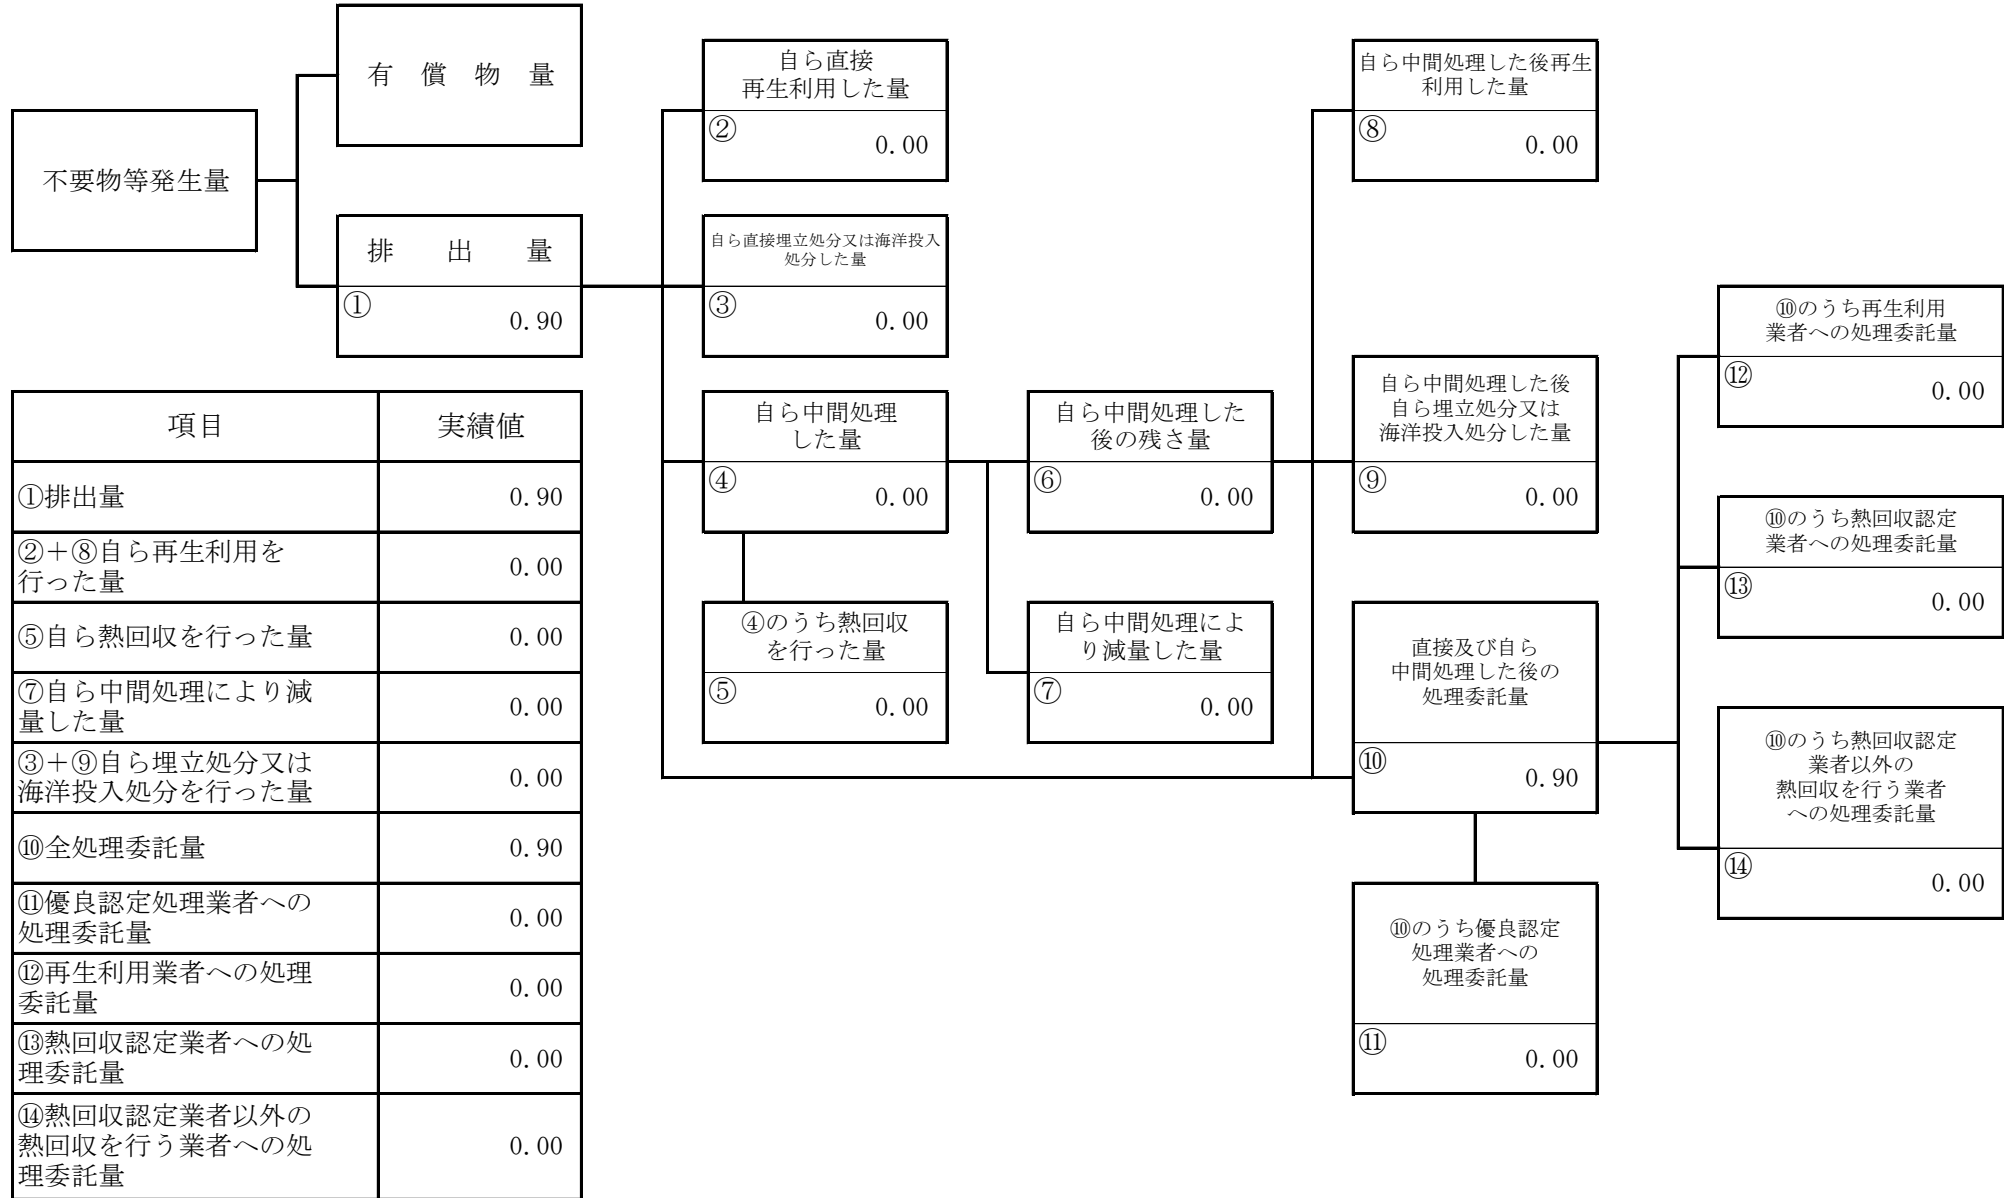 不要物等発生量
有償物量
排出量
①
0.90
自ら直接
再生利用した量
②
0.00
自ら直接埋立処分又は海洋投入
処分した量
③
0.00
自ら中間処理
した量
④
0.00
④のうち熱回収
を行った量
⑤
0.00
自ら中間処理した
後の残さ量
⑥
0.00
自ら中間処理によ
り減量した量
⑦
0.00
自ら中間処理した後再生
利用した量
⑧
0.00
自ら中間処理した後
自ら埋立処分又は
海洋投入処分した量
⑨
0.00
直接及び自ら
中間処理した後の
処理委託量
⑩
0.90
⑩のうち優良認定
処理業者への
処理委託量
⑪
0.00
⑩のうち再生利用
業者への処理委託量
⑫
0.00
⑩のうち熱回収認定
業者への処理委託量
⑬
0.00
⑩のうち熱回収認定
業者以外の
熱回収を行う業者
への処理委託量
⑭
0.00
項目 実績値
①排出量 0.90
②＋⑧自ら再生利用を
行った量 0.00
⑤自ら熱回収を行った量 0.00
⑦自ら中間処理により減
量した量 0.00
③＋⑨自ら埋立処分又は
海洋投入処分を行った量 0.00
⑩全処理委託量 0.90
⑪優良認定処理業者への
処理委託量 0.00
⑫再生利用業者への処理
委託量 0.00
⑬熱回収認定業者への処
理委託量 0.00
⑭熱回収認定業者以外の
熱回収を行う業者への処 0.00
理委託量